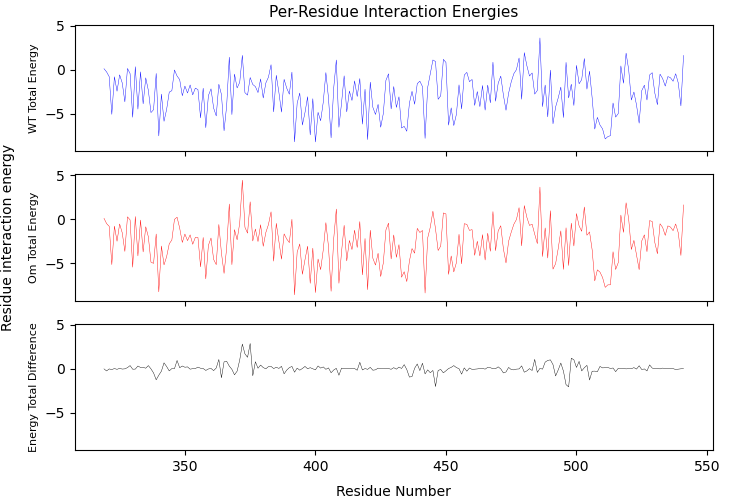 Per-Residue Interaction Energies
Residue interaction energy
WT Total Energy
5
0
−5
Om Total Energy
5
0
−5
Energy Total Difference
5
0
−5
350 400 450 500 550
Residue Number